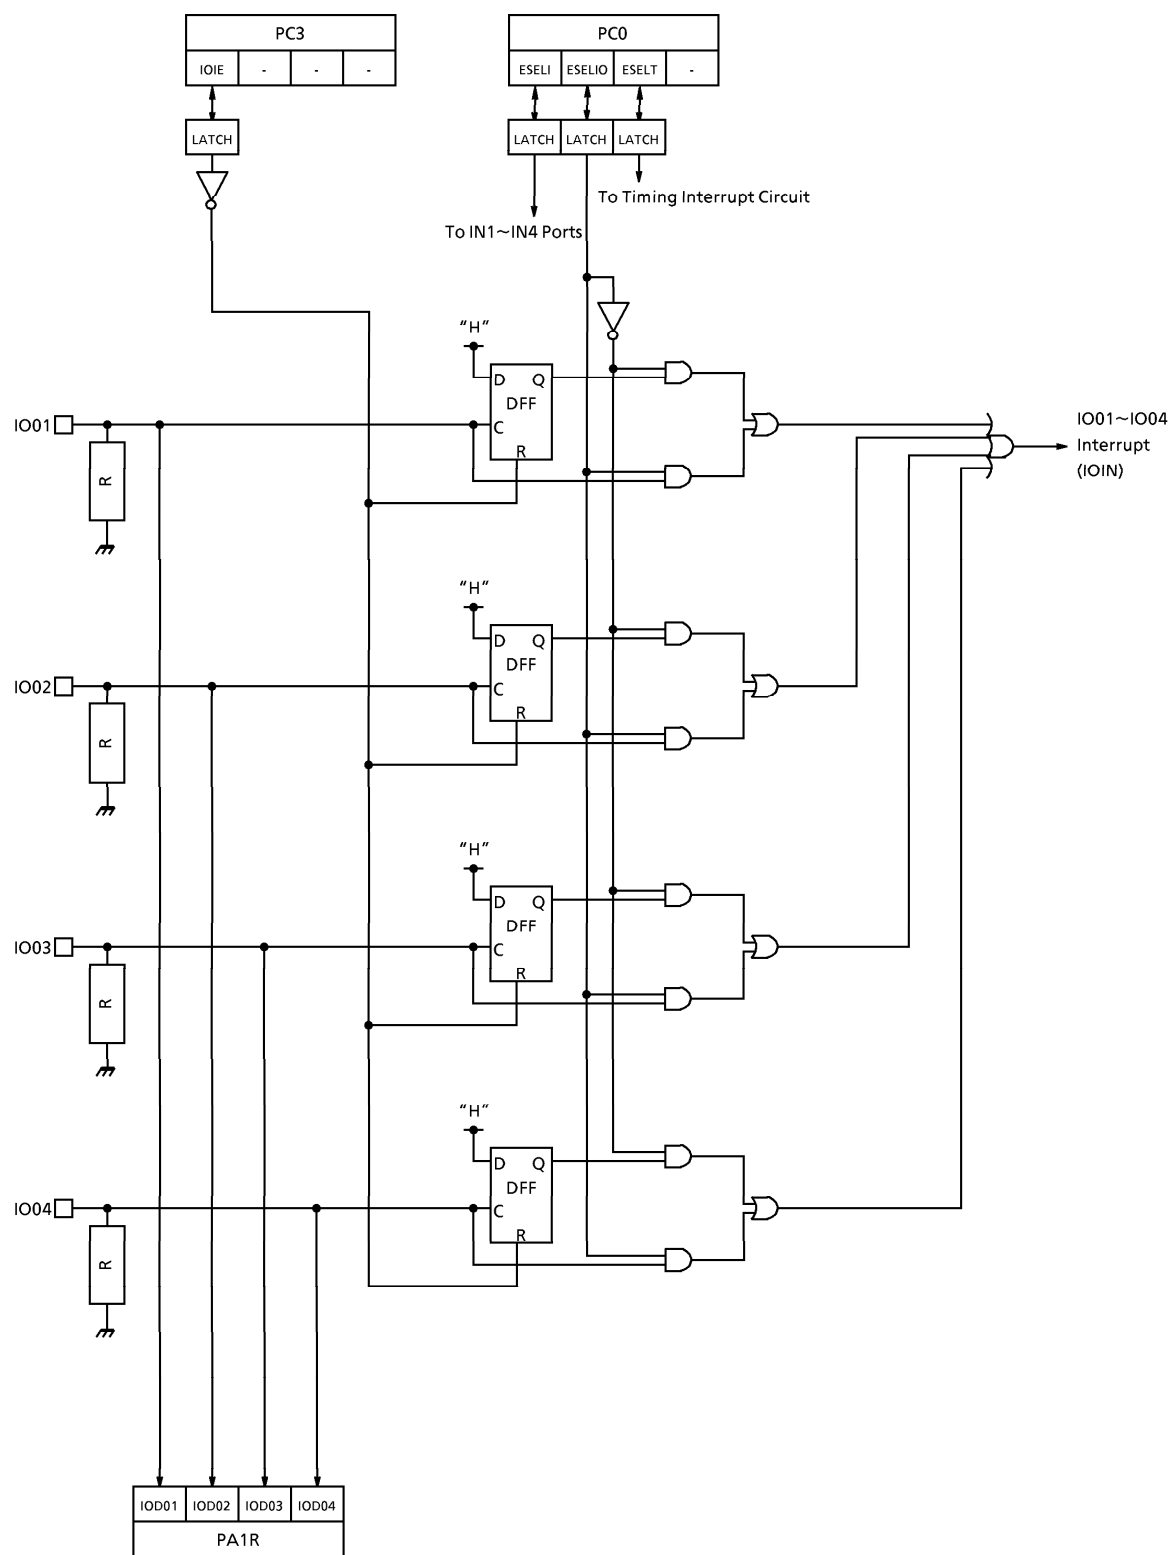 PC3
IOIE - - -
LATCH
PC0
ESELI ESELIO ESELT -
LATCH LATCH LATCH
To Timing Interrupt Circuit
To IN1~IN4 Ports
"H"
D Q
DFF
C
R
IO01
R
IO01~IO04
Interrupt
(IOIN)
"H"
D Q
DFF
C
R
IO02
R
"H"
D Q
DFF
C
R
IO03
R
"H"
D Q
DFF
C
R
IO04
R
IOD01 IOD02 IOD03 IOD04
PA1R